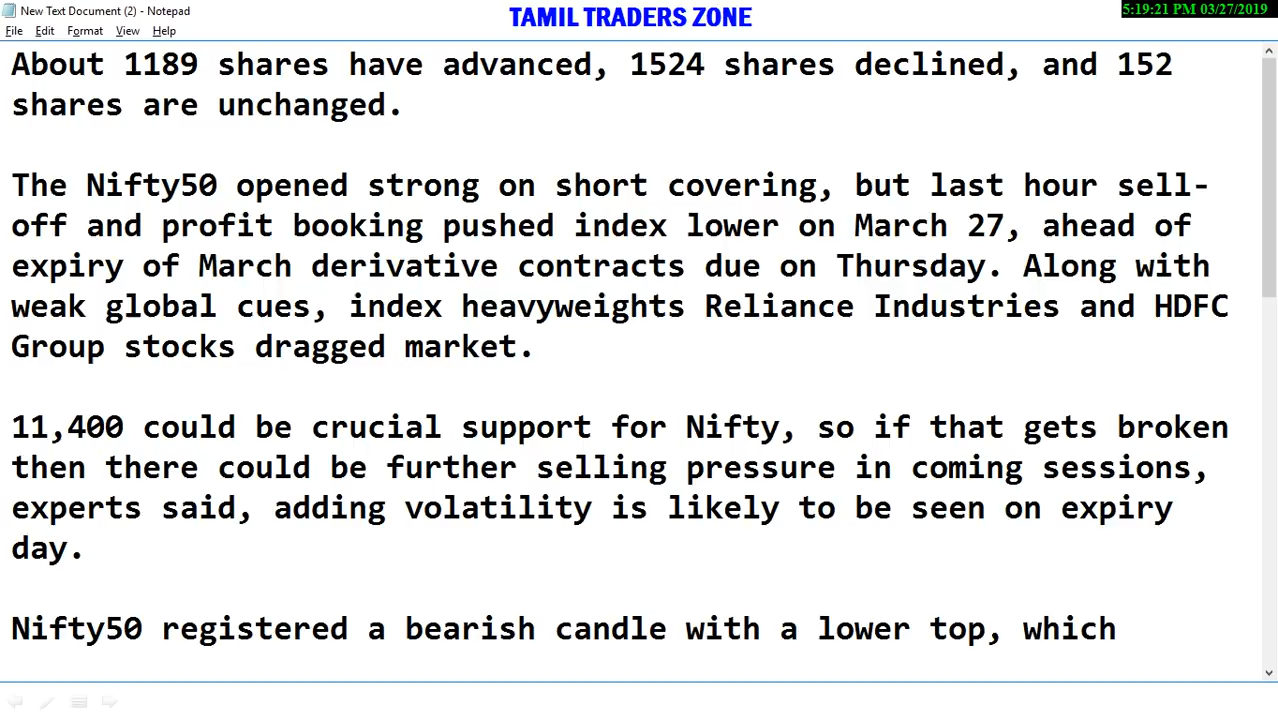 New Text Document (2) - Notepad
TAMIL TRADERS ZONE
5:19:21 PM 03/27/2019
File Edit Format View Help
About 1189 shares have advanced, 1524 shares declined, and 152
shares are unchanged.
The Nifty50 opened strong on short covering, but last hour sell-
off and profit booking pushed index lower on March 27, ahead of
expiry of March derivative contracts due on Thursday. Along with
weak global cues, index heavyweights Reliance Industries and HDFC
Group stocks dragged market.
11,400 could be crucial support for Nifty, so if that gets broken
then there could be further selling pressure in coming sessions,
experts said, adding volatility is likely to be seen on expiry
day.
Nifty50 registered a bearish candle with a lower top, which